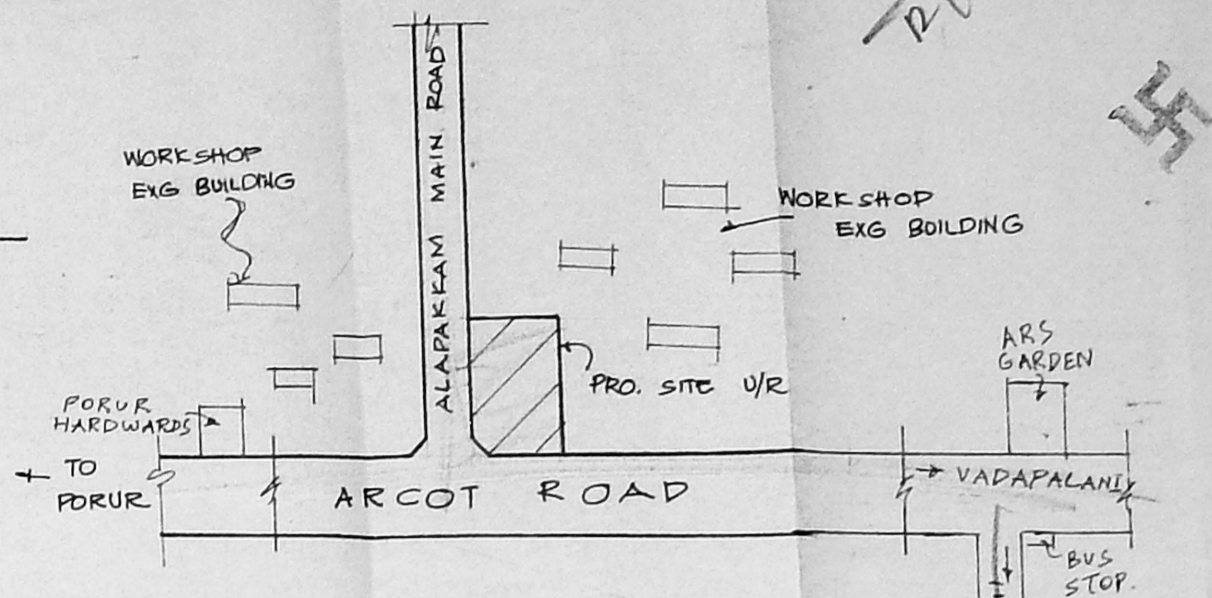 WORKSHOP
EXG BUILDING
ALAPAKKAM MAIN ROAD
WORKSHOP
EXG BOILDING
ARS
GARDEN
PRO. SITE U/R
PORUR
HARDWARDS
TO
PORUR
ARCOT ROAD
VADAPALANI
BUS
STOP.